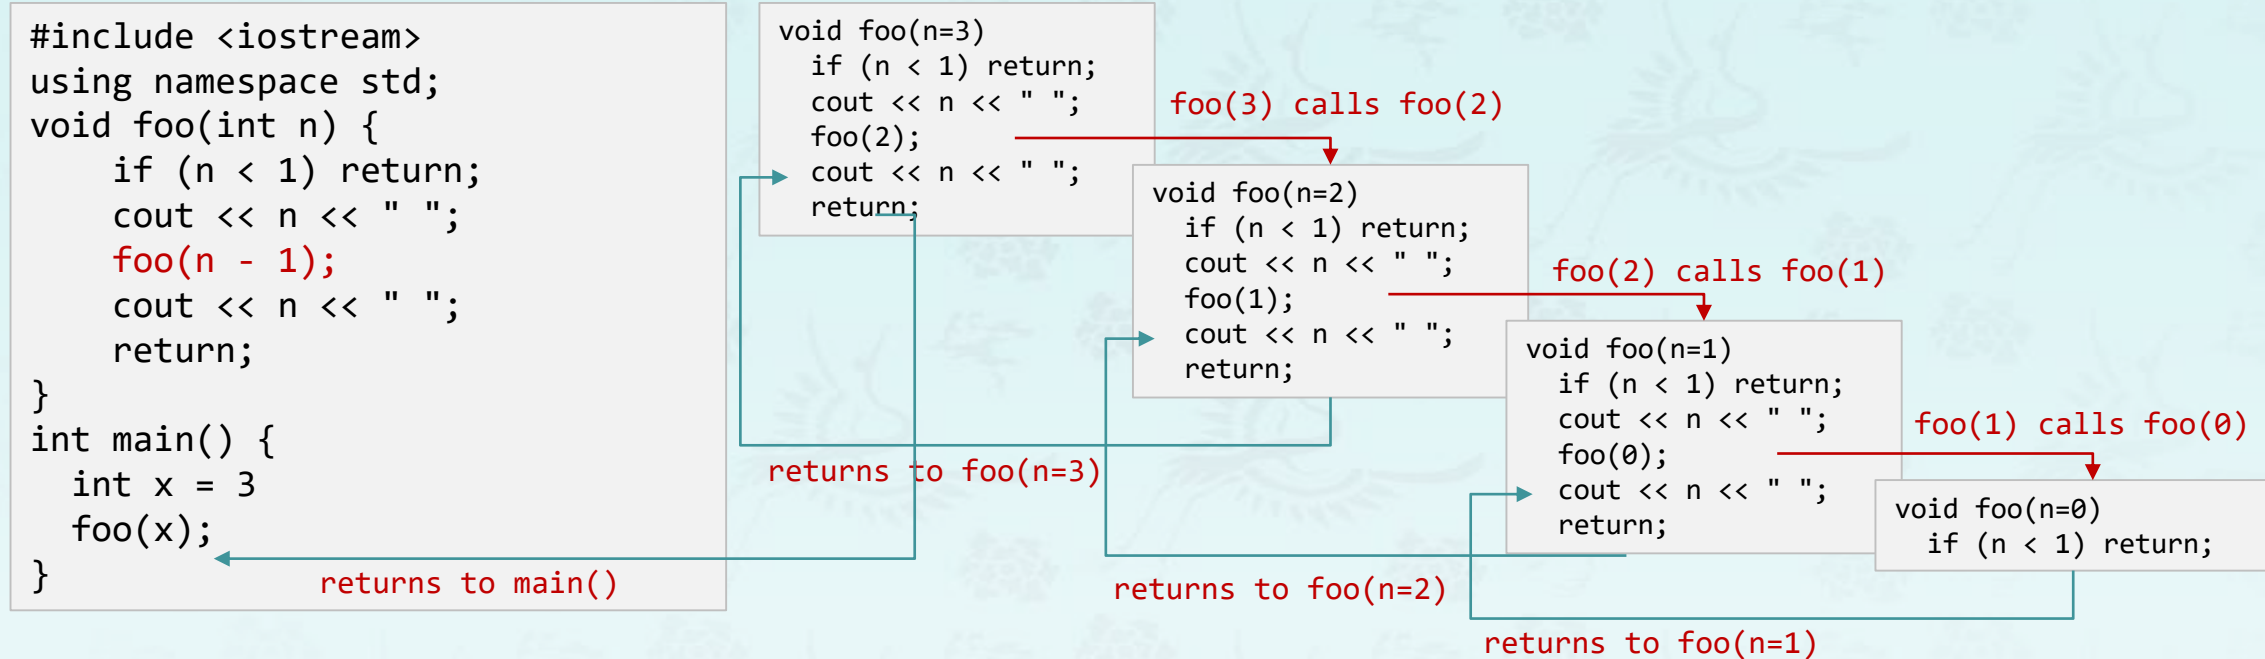 #include <iostream>
using namespace std;
void foo(int n) {
    if (n < 1) return;
    cout << n << " ";
    foo(n - 1);
    cout << n << " ";
    return;
}
int main() {
  int x = 3
  foo(x);
}
returns to main()
void foo(n=3)
  if (n < 1) return;
  cout << n << " ";
  foo(2);
  cout << n << " ";
  return;
foo(3) calls foo(2)
returns to foo(n=3)
void foo(n=2)
  if (n < 1) return;
  cout << n << " ";
  foo(1);
  cout << n << " ";
  return;
foo(2) calls foo(1)
returns to foo(n=2)
void foo(n=1)
  if (n < 1) return;
  cout << n << " ";
  foo(0);
  cout << n << " ";
  return;
foo(1) calls foo(0)
void foo(n=0)
  if (n < 1) return;
returns to foo(n=1)